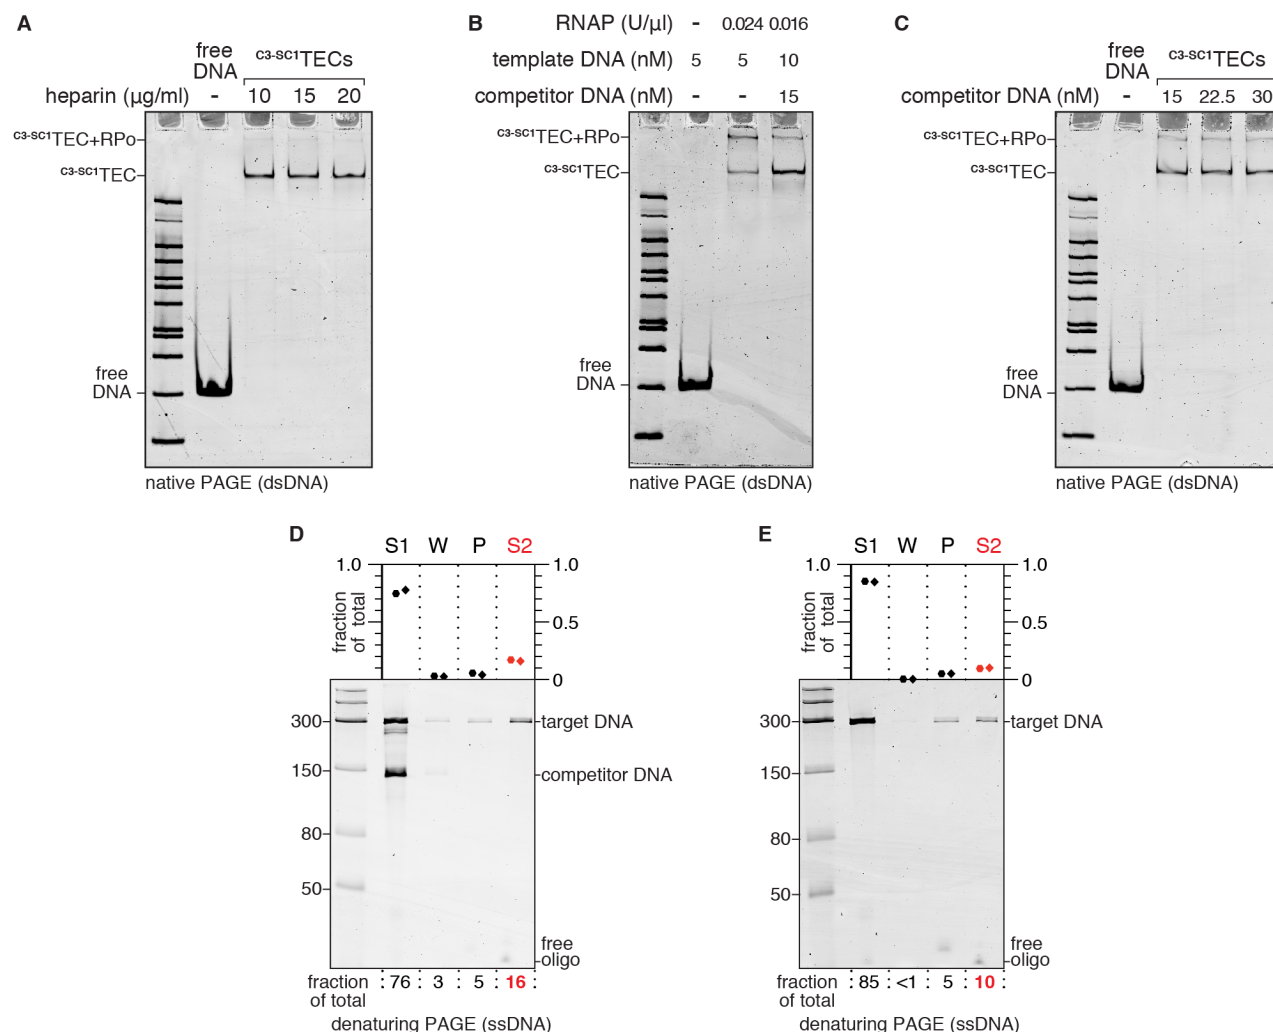 A
free
DNA
C3-SC1TECs
heparin (µg/ml) - 10 15 20
C3-SC1TEC+RPo
C3-SC1TEC
free
DNA
native PAGE (dsDNA)
B
RNAP (U/µl) - 0.024 0.016
template DNA (nM) 5 5 10
competitor DNA (nM) - - 15
C3-SC1TEC+RPo
C3-SC1TEC
free
DNA
native PAGE (dsDNA)
C
free
DNA
C3-SC1TECs
competitor DNA (nM) - 15 22.5 30
C3-SC1TEC+RPo
C3-SC1TEC
free
DNA
native PAGE (dsDNA)
D
S1 W P S2
1.0 1.0
fraction
of total
0.5
0
300 target DNA
150 competitor DNA
80
50
free
oligo
fraction
of total
76 3 5 16
denaturing PAGE (ssDNA)
E
S1 W P S2
1.0 1.0
fraction
of total
0.5
0
300 target DNA
150
80
50
free
oligo
fraction
of total
85 <1 5 10
denaturing PAGE (ssDNA)